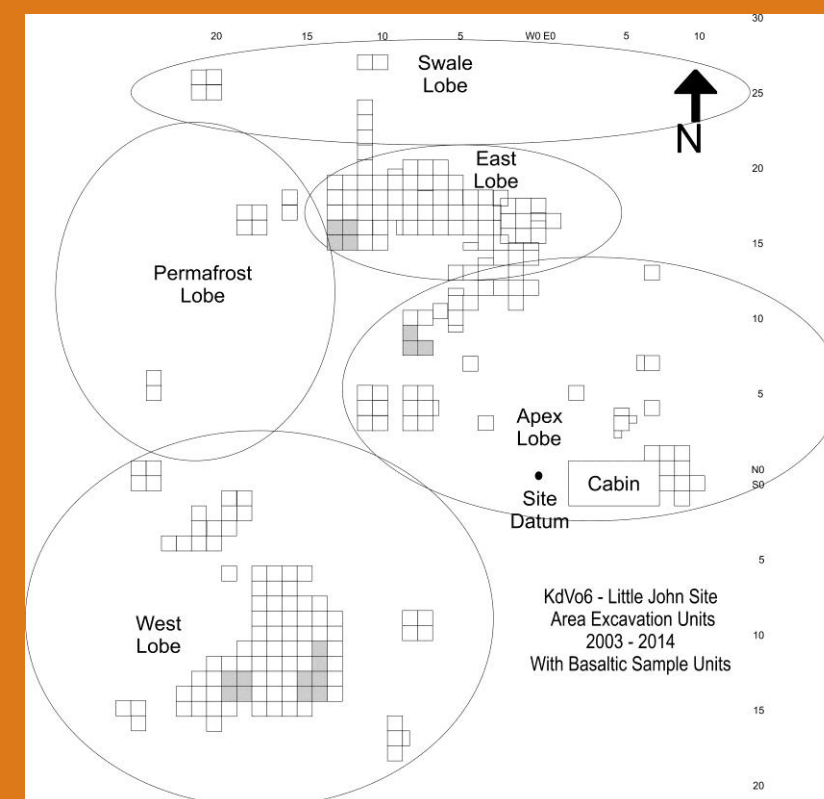 30
20
15
10
5
W0 E0
5
10
Swale
Lobe
25
N
20
East
Lobe
15
Permafrost
Lobe
10
5
Apex
Lobe
N0
S0
Cabin
Site
Datum
5
KdVo6 - Little John Site
Area Excavation Units
2003 - 2014
With Basaltic Sample Units
West
Lobe
10
15
20